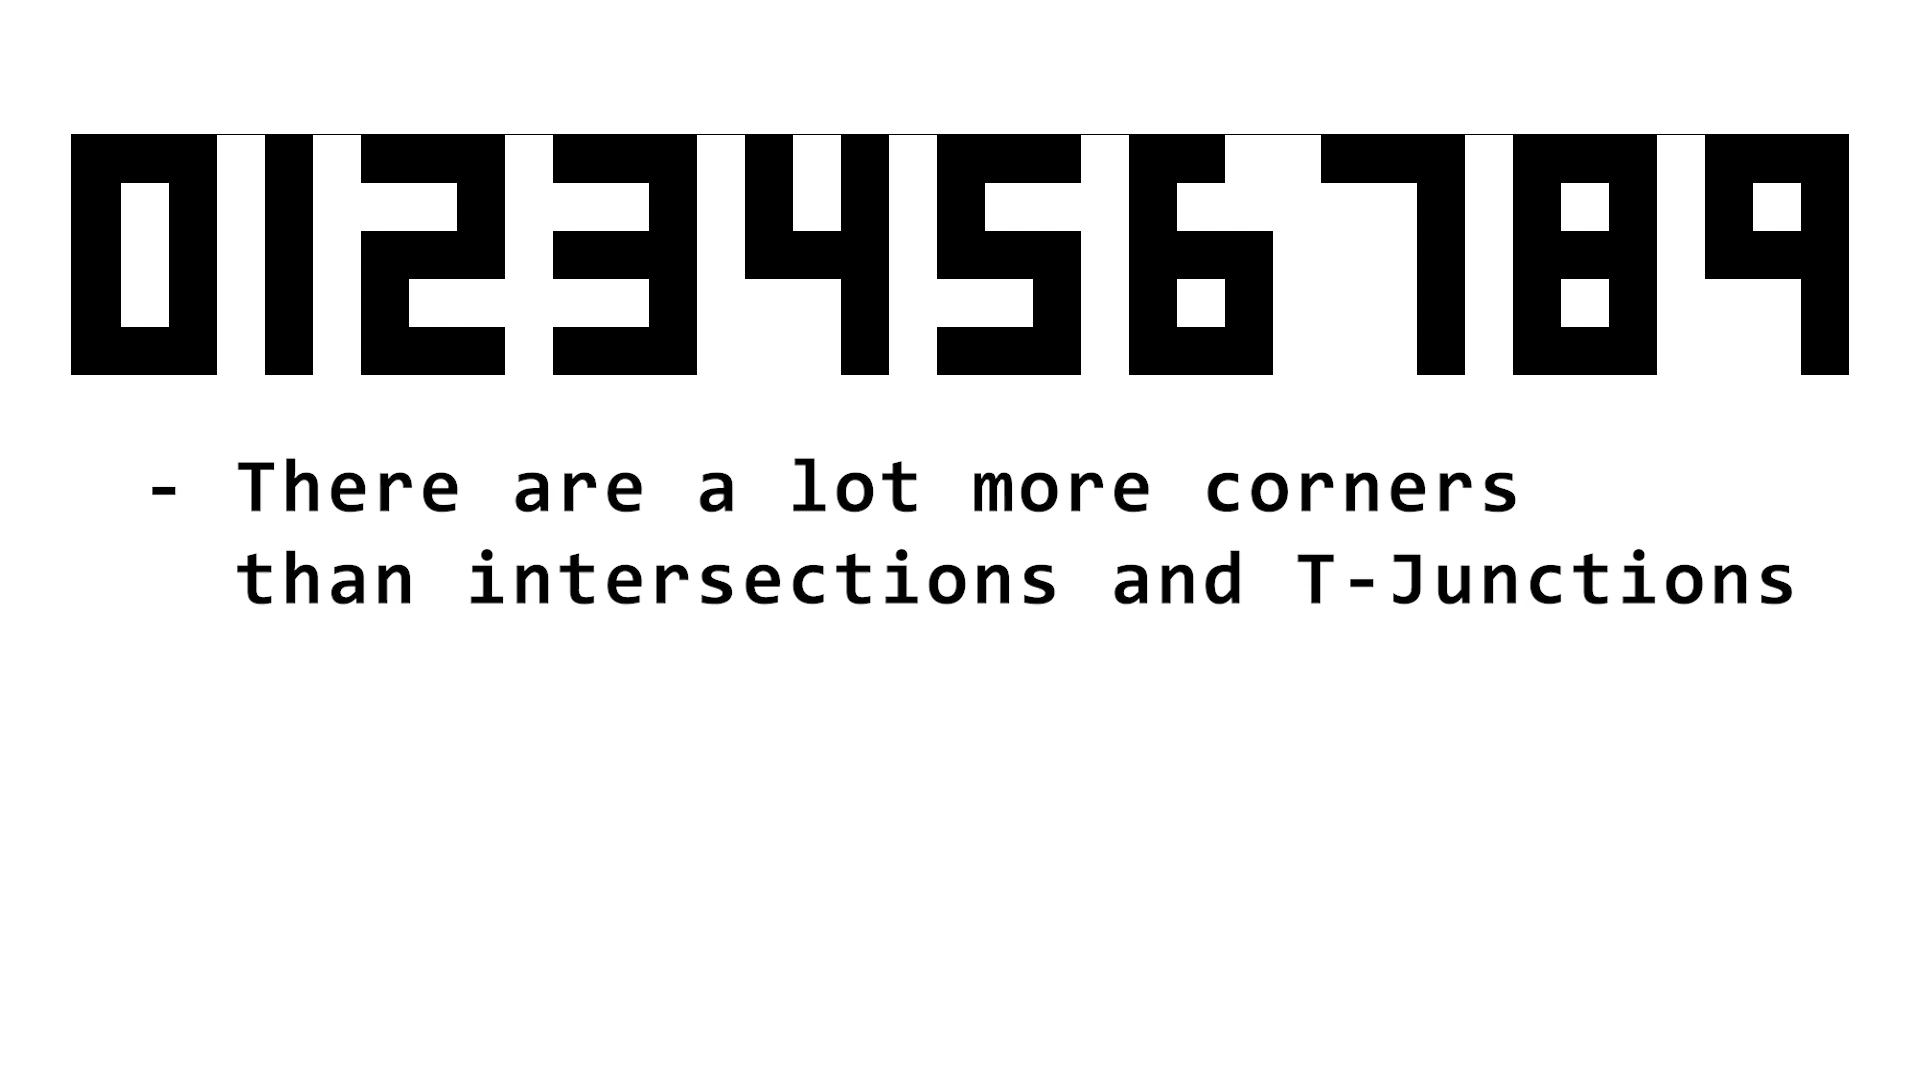 0123456789
- There are a lot more corners
than intersections and T-Junctions